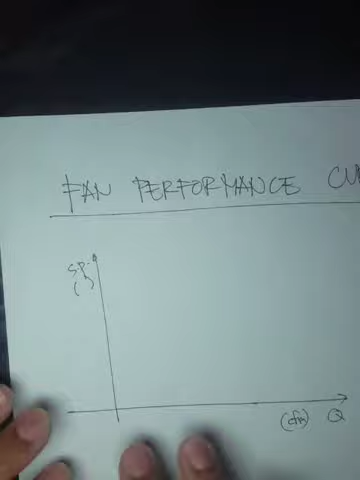 FAN PERFORMANCE CU
S.P.
(")
(cfm) Q